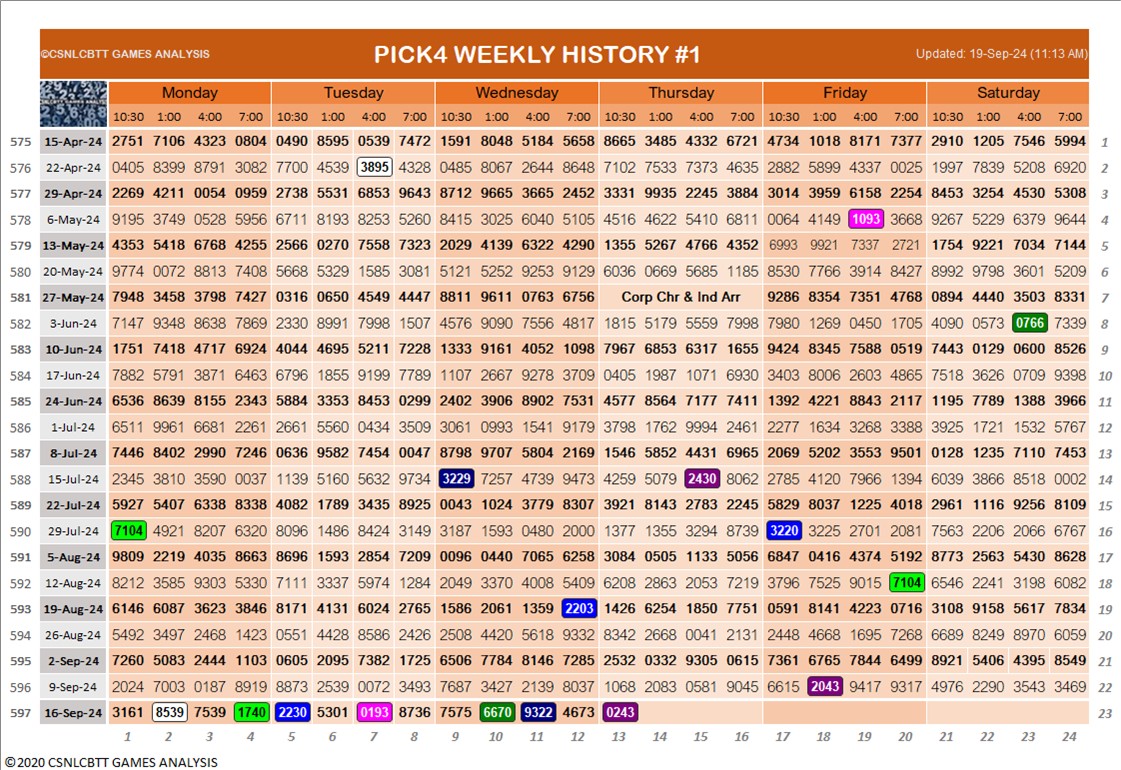 ©CSNLCBTT GAMES ANALYSIS PICK4 WEEKLY HISTORY #1 Updated: 19-Sep-24 (11:13 AM)
Monday Tuesday Wednesday Thursday Friday Saturday
10:30 1:00 4:00 7:00 10:30 1:00 4:00 7:00 10:30 1:00 4:00 7:00 10:30 1:00 4:00 7:00 10:30 1:00 4:00 7:00 10:30 1:00 4:00 7:00
575 15-Apr-24 2751 7106 4323 0804 0490 8595 0539 7472 1591 8048 5184 5658 8665 3485 4332 6721 4734 1018 8171 7377 2910 1205 7546 5994 1
576 22-Apr-24 0405 8399 8791 3082 7700 4539 3895 4328 0485 8067 2644 8648 7102 7533 7373 4635 2882 5899 4337 0025 1997 7839 5208 6920 2
577 29-Apr-24 2269 4211 0054 0959 2738 5531 6853 9643 8712 9665 3665 2452 3331 9935 2245 3884 3014 3959 6158 2254 8453 3254 4530 5308 3
578 6-May-24 9195 3749 0528 5956 6711 8193 8253 5260 8415 3025 6040 5105 4516 4622 5410 6811 0064 4149 1093 3668 9267 5229 6379 9644 4
579 13-May-24 4353 5418 6768 4255 2566 0270 7558 7323 2029 4139 6322 4290 1355 5267 4766 4352 6993 9921 7337 2721 1754 9221 7034 7144 5
580 20-May-24 9774 0072 8813 7408 5668 5329 1585 3081 5121 5252 9253 9129 6036 0669 5685 1185 8530 7766 3914 8427 8992 9798 3601 5209 6
581 27-May-24 7948 3458 3798 7427 0316 0650 4549 4447 8811 9611 0763 6756 Corp Chr & Ind Arr 9286 8354 7351 4768 0894 4440 3503 8331 7
582 3-Jun-24 7147 9348 8638 7869 2330 9991 7998 1507 4576 9090 7556 4817 1815 5179 5559 7998 7980 1269 0450 1705 4090 0573 0766 7339 8
583 10-Jun-24 1751 7418 4717 6924 4044 4695 5211 7228 1333 9161 4052 1098 7967 6853 6317 1655 9424 8345 7588 0519 7443 0129 0600 8526 9
584 17-Jun-24 7882 5791 3871 6463 6796 1855 9199 7789 1107 2667 9278 3709 0405 1987 1071 6930 3403 8006 2603 4865 7518 3626 0709 9398 10
585 24-Jun-24 6536 8639 8155 2343 5884 3353 8453 0299 2402 3906 8902 7531 4577 8564 7177 7411 1392 4221 8843 2117 1195 7789 1388 3966 11
586 1-Jul-24 6511 9961 6681 2261 2661 5560 0434 3509 3061 0993 1541 9179 3798 1762 9994 2461 2277 1634 3268 3388 3925 1721 1532 5767 12
587 8-Jul-24 7446 8402 2990 7246 0636 9582 7454 0047 8798 9707 5804 2169 1546 5852 4431 6965 2069 5202 3553 9501 0128 1235 7110 7453 13
588 15-Jul-24 2345 3810 3590 0037 1139 5160 5632 9734 3229 7257 4739 9473 4259 5079 2430 8062 2785 4120 7966 1394 6039 3866 8518 0002 14
589 22-Jul-24 5927 5407 6338 8338 4082 1789 3435 8925 0043 1024 3779 8307 3921 8143 2783 2245 5829 8037 1225 4018 2961 1116 9256 8109 15
590 29-Jul-24 7104 4921 8207 6320 8096 1486 8424 3149 3187 1593 0480 2000 1377 1355 3294 8739 3220 3225 2701 2081 7563 2206 2066 6767 16
591 5-Aug-24 9809 2219 4035 8663 8696 1593 2854 7209 0096 0440 7065 6258 3084 0505 1133 5056 6847 0416 4374 5192 8773 2563 5430 8628 17
592 12-Aug-24 8212 3585 9303 5330 7111 3337 5974 1284 2049 3370 4008 5409 6208 2863 2053 7219 3796 7525 9015 7104 6546 2241 3198 6082 18
593 19-Aug-24 6146 6087 3623 3846 8171 4131 6024 2765 1586 2061 1359 2203 1426 6254 1850 7751 0591 8141 4223 0716 3108 9158 5617 7834 19
594 26-Aug-24 5492 3497 2468 1423 0551 4428 8586 2426 2508 4420 5618 9332 8342 2668 0041 2131 2448 4668 1695 7268 6689 8249 8970 6059 20
595 2-Sep-24 7260 5083 2444 1103 0605 2095 7382 1725 6506 7784 8146 7285 2532 0332 9305 0615 7361 6765 7844 6499 8921 5406 4395 8549 21
596 9-Sep-24 2024 7003 0187 8919 8873 2539 0072 3493 7687 3427 2139 8037 1068 2083 0581 9045 6615 2043 9417 9317 4976 2290 3543 3469 22
597 16-Sep-24 3161 8539 7539 1740 2230 5301 0193 8736 7575 6670 9322 4673 0243 23
1 2 3 4 5 6 7 8 9 10 11 12 13 14 15 16 17 18 19 20 21 22 23 24
©2020 CSNLCBTT GAMES ANALYSIS